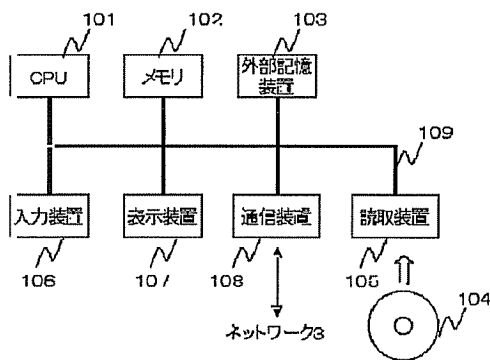 101
102
103
CPU
メモリ
外部記憶
装置
109
入力装置
表示装置
通信装置
読取装置
106
107
108
105
104
ネットワーク3